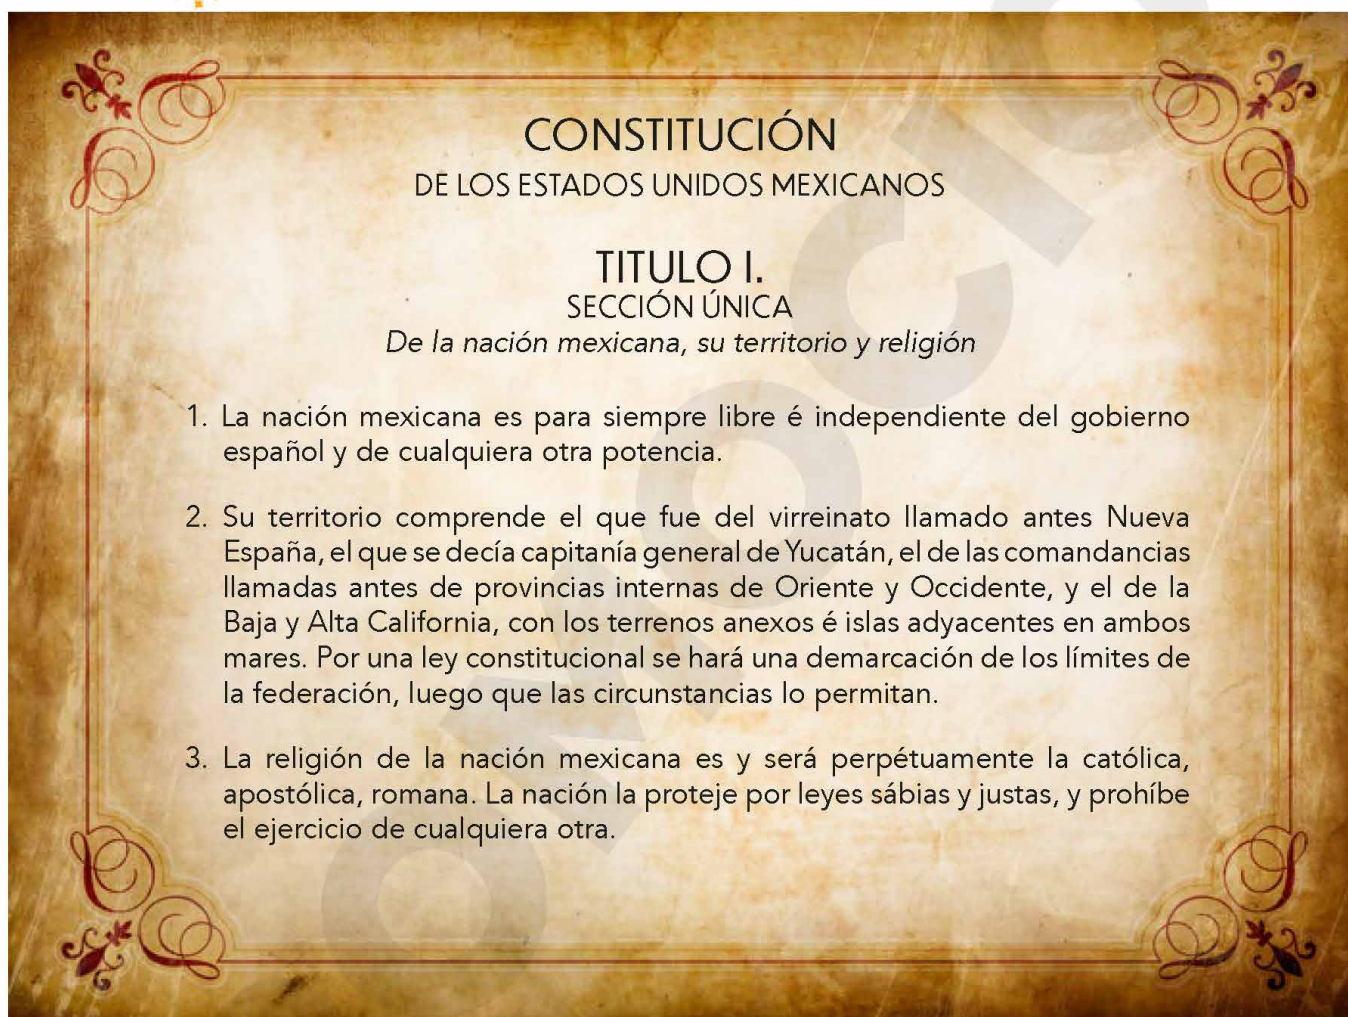 CONSTITUCIÓN
DE LOS ESTADOS UNIDOS MEXICANOS
TITULO I.
SECCIÓN ÚNICA
De la nación mexicana, su territorio y religión
1. La nación mexicana es para siempre libre é independiente del gobierno
español y de cualquiera otra potencia.
2. Su territorio comprende el que fue del virreinato llamado antes Nueva
España, el que se decía capitanía general de Yucatán, el de las comandancias
llamadas antes de provincias internas de Oriente y Occidente, y el de la
Baja y Alta California, con los terrenos anexos é islas adyacentes en ambos
mares. Por una ley constitucional se hará una demarcación de los límites de
la federación, luego que las circunstancias lo permitan.
3. La religión de la nación mexicana es y será perpétuamente la católica,
apostólica, romana. La nación la proteje por leyes sábias y justas, y prohíbe
el ejercicio de cualquiera otra.